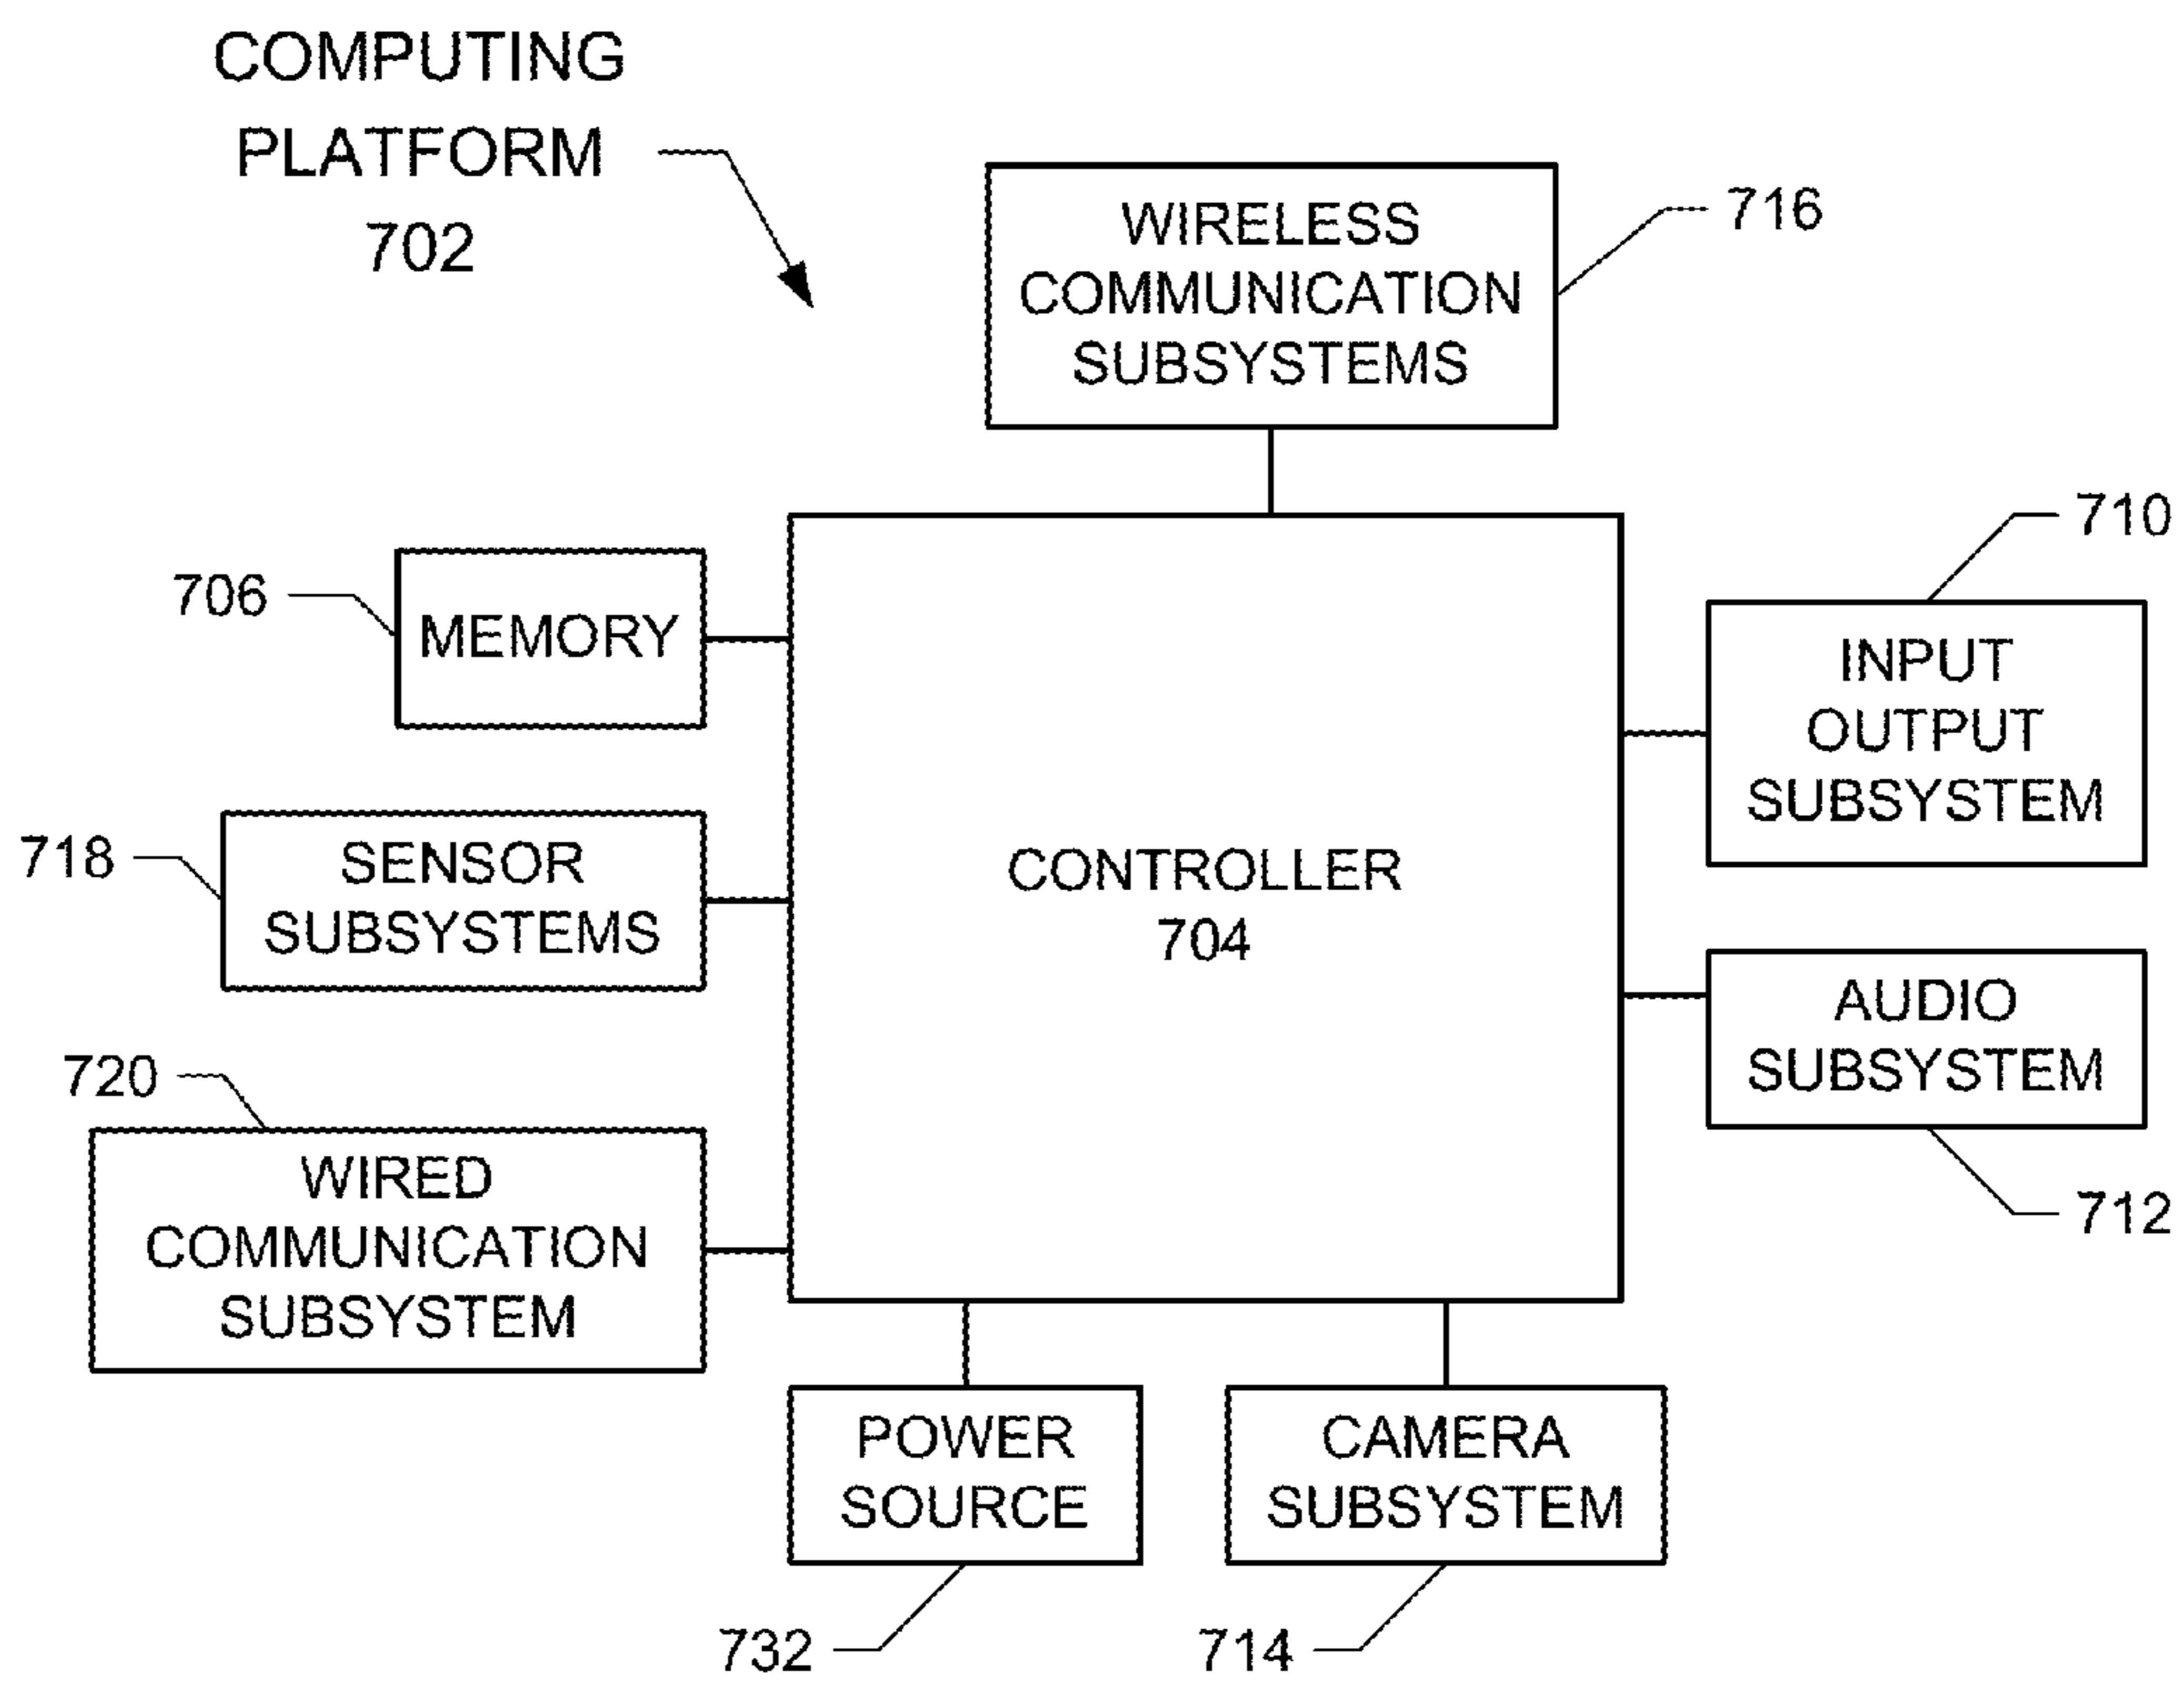 COMPUTING
PLATFORM
702
WIRELESS
COMMUNICATION
SUBSYSTEMS
716
710
706
MEMORY
INPUT
OUTPUT
SUBSYSTEM
718
SENSOR
SUBSYSTEMS
CONTROLLER
704
AUDIO
SUBSYSTEM
712
720
WIRED
COMMUNICATION
SUBSYSTEM
POWER
SOURCE
732
CAMERA
SUBSYSTEM
714